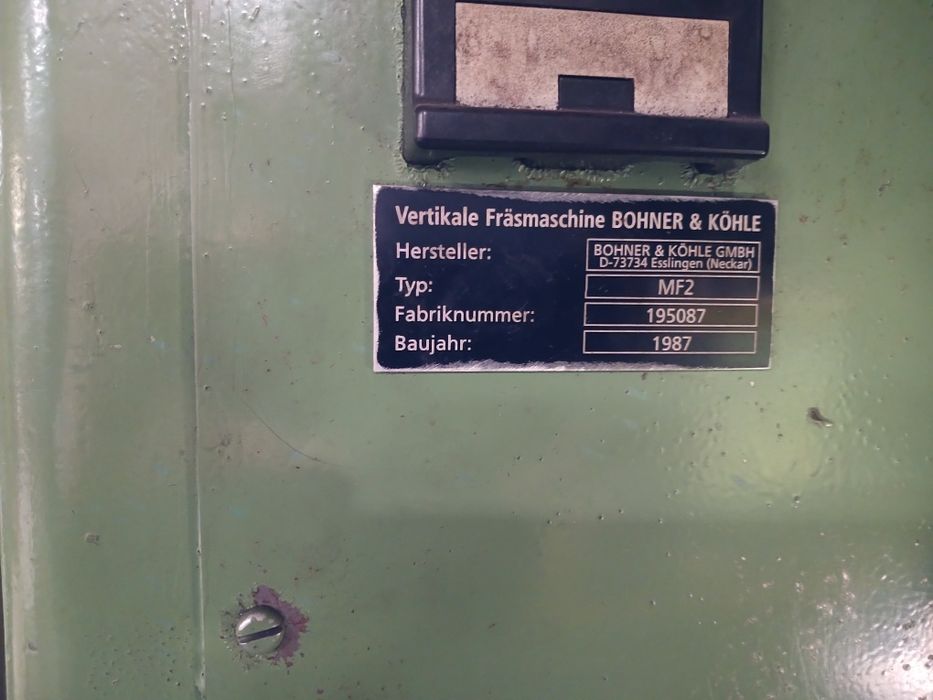 Vertikale Fräsmaschine BOHNER & KÖHLE
Hersteller: BOHNER & KÖHLE GMBH
D-73734 Esslingen (Neckar)
Typ: MF2
Fabriknummer: 195087
Baujahr: 1987